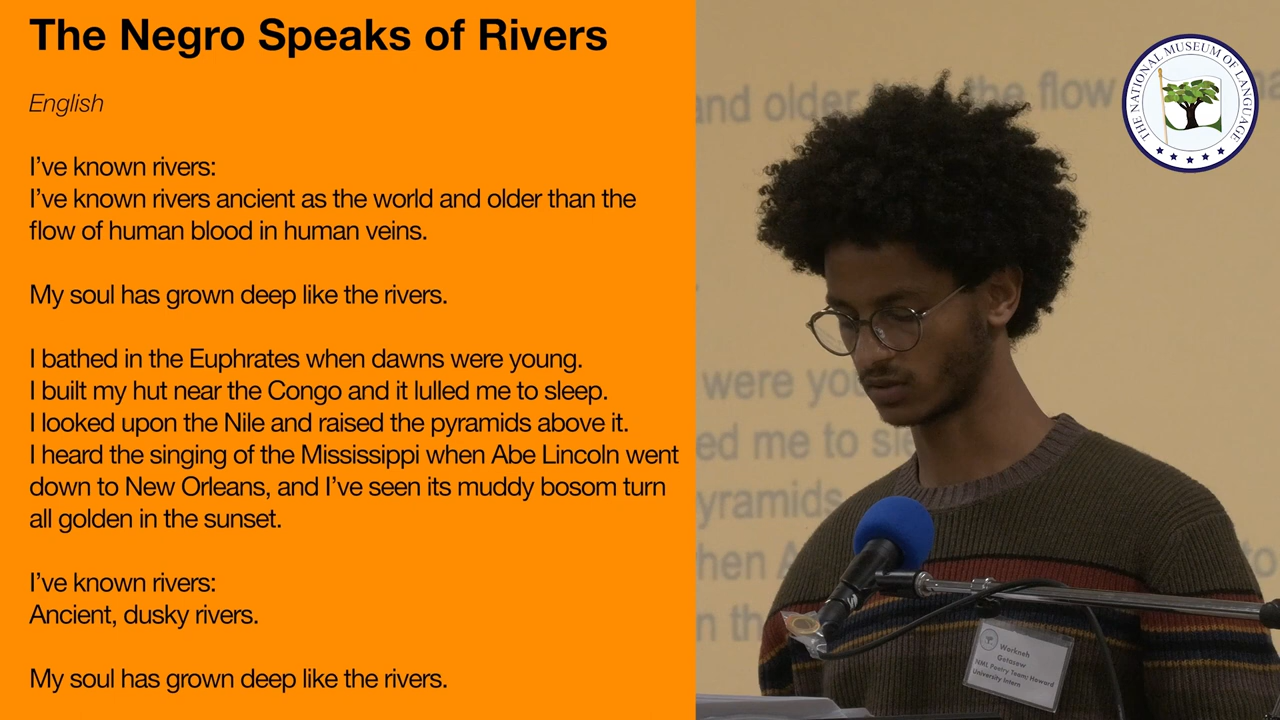 The Negro Speaks of Rivers
English
I’ve known rivers:
I’ve known rivers ancient as the world and older than the
flow of human blood in human veins.
My soul has grown deep like the rivers.
I bathed in the Euphrates when dawns were young.
I built my hut near the Congo and it lulled me to sleep.
I looked upon the Nile and raised the pyramids above it.
I heard the singing of the Mississippi when Abe Lincoln went
down to New Orleans, and I’ve seen its muddy bosom turn
all golden in the sunset.
I’ve known rivers:
Ancient, dusky rivers.
My soul has grown deep like the rivers.
THE NATIONAL MUSEUM OF LANGUAGE
and older the flow
were you
ed me to sle
yramids
hen A to
n th
Workneh
Getasew
NML Poetry Team: Howard
University Intern